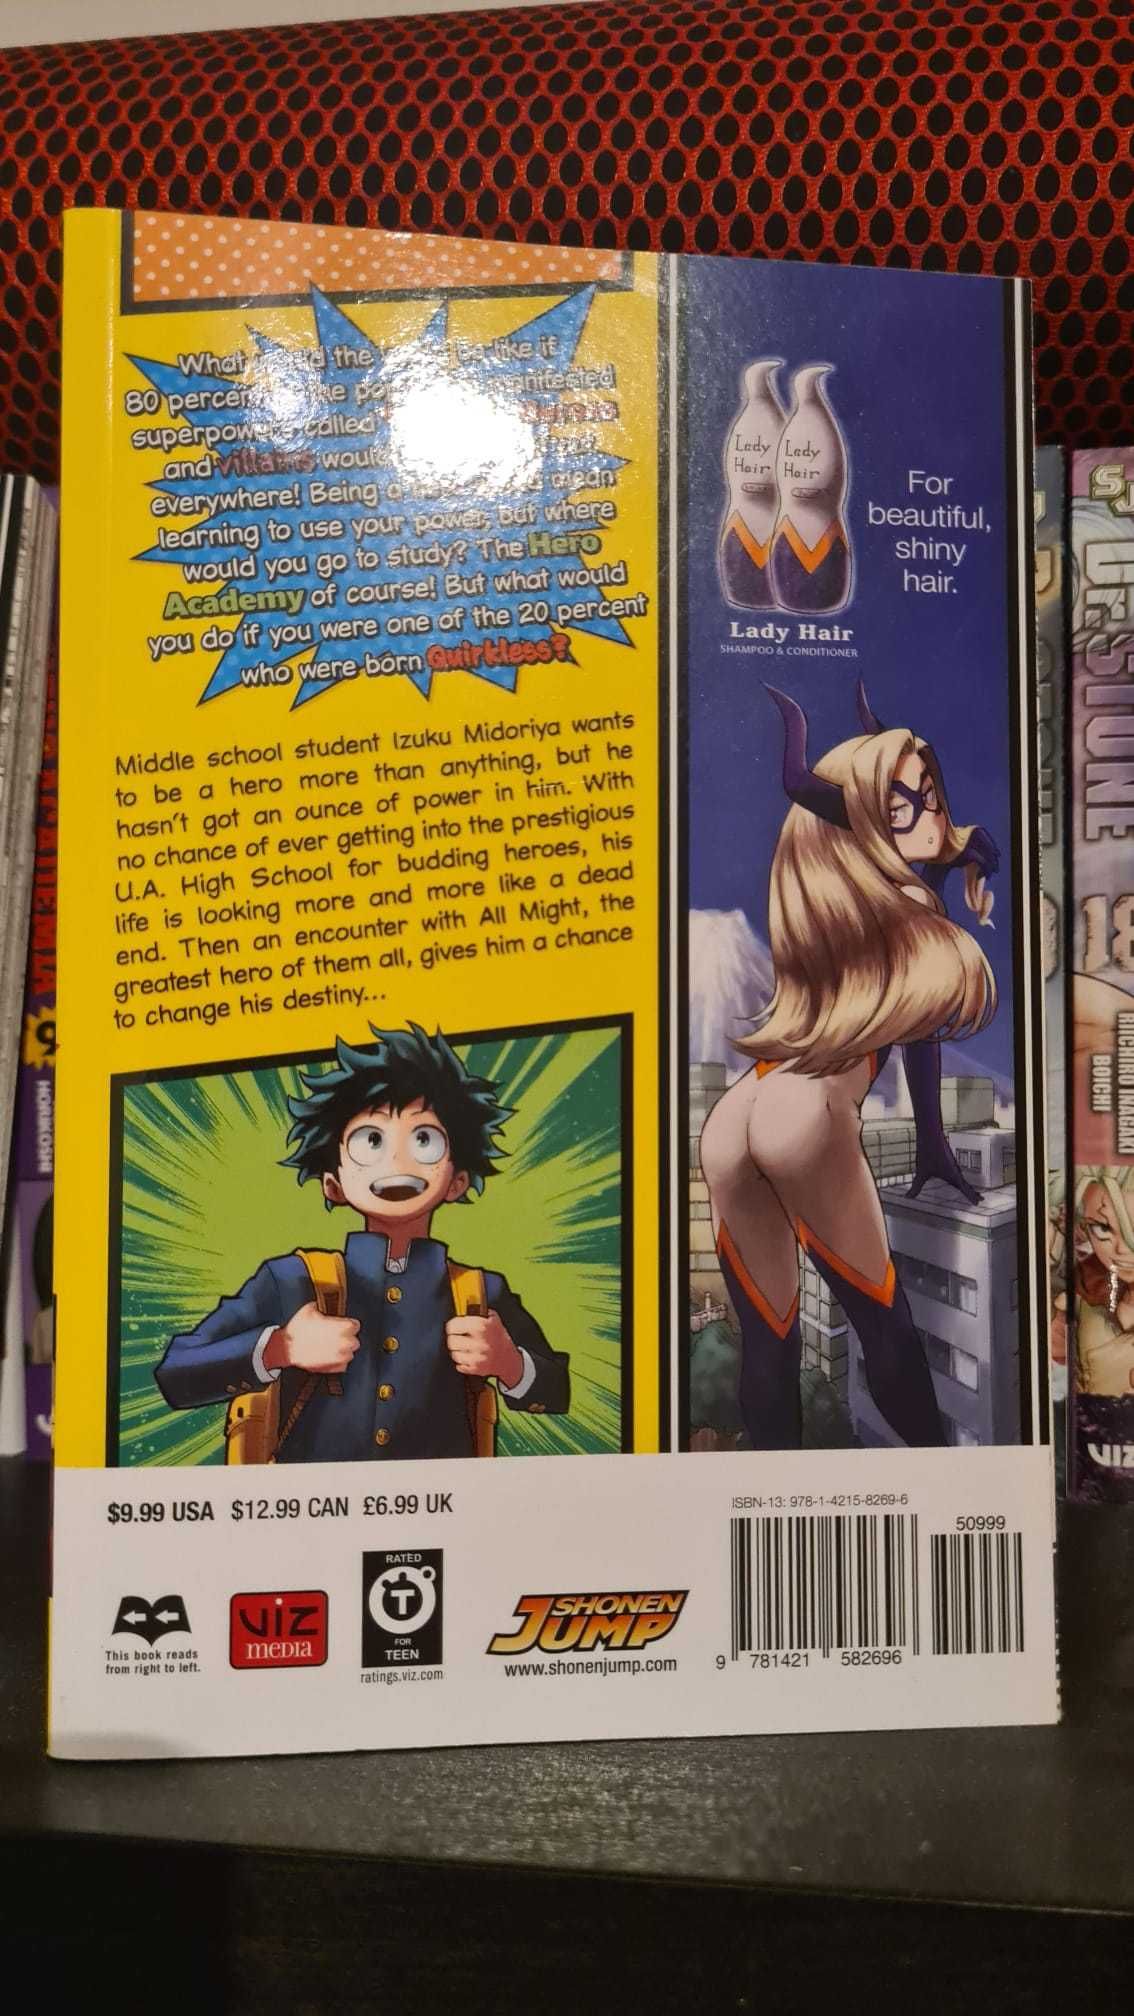 What the like if
80 percent
superpowers called
and villains would
everywhere! Being a mean
learning to use your power, but where
would you go to study? The Hero
Academy of course! But what would
you do if you were one of the 20 percent
who were born Quirkless?
Middle school student Izuku Midoriya wants
to be a hero more than anything, but he
hasn't got an ounce of power in him. With
no chance of ever getting into the prestigious
U.A. High School for budding heroes, his
life is looking more and more like a dead
end. Then an encounter with All Might, the
greatest hero of them all, gives him a chance
to change his destiny...
Lady Hair
Lady Hair
For
beautiful,
shiny
hair.
Lady Hair
SHAMPOO & CONDITIONER
$9.99 USA $12.99 CAN £6.99 UK
This book reads
from right to left.
VIZ
MEDIA
RATED
T
FOR
TEEN
ratings.viz.com
SHONEN
JUMP
www.shonenjump.com
ISBN-13: 978-1-4215-8269-6
50999
9 781421 582696
9
HORIKOSHI
SJ
DR.STONE
18
RIICHIRO INAGAKI
BOICHI
VIZ